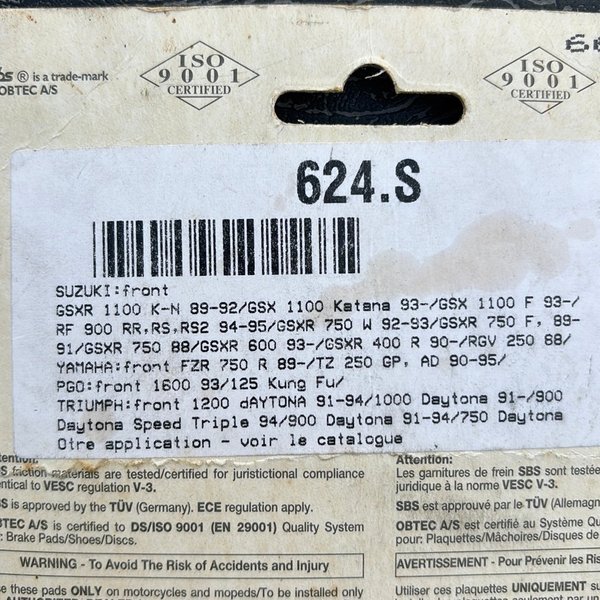 ISO
9001
CERTIFIED
ISO
9001
CERTIFIED
® is a trade-mark
OBTEC A/S
624.S
SUZUKI:front
GSXR 1100 K-N 89-92/GSX 1100 Katana 93-/GSX 1100 F 93-/
RF 900 RR,RS,RS2 94-95/GSXR 750 W 92-93/GSXR 750 F, 89-
91/GSXR 750 88/GSXR 600 93-/GSXR 400 R 90-/RGV 250 88/
YAMAHA:front FZR 750 R 89-/TZ 250 GP, AD 90-95/
PGO:front 1600 93/125 Kung Fu/
TRIUMPH:front 1200 dAYTONA 91-94/1000 Daytona 91-/900
Daytona Speed Triple 94/900 Daytona 91-94/750 Daytona
Otre application - voir le catalogue
S friction materials are tested/certified for juristictional compliance
entical to VESC regulation V-3.
S is approved by the TÜV (Germany). ECE regulation apply.
OBTEC A/S is certified to DS/ISO 9001 (EN 29001) Quality System
r: Brake Pads/Shoes/Discs.
WARNING - To Avoid The Risk of Accidents and Injury
e these pads ONLY on motorcycles and mopeds/To be installed only
Attention:
Les garnitures de frein SBS sont testée
juridique à la norme VESC V-3.
SBS est approuvé par le TÜV (Allemagn
OBTEC A/S est certifié au Système Qu
pour: Plaquettes/Mâchoires/Disques de
AVERTISSEMENT - Pour Prévenir les Ri
Utiliser ces plaquettes UNIQUEMENT su